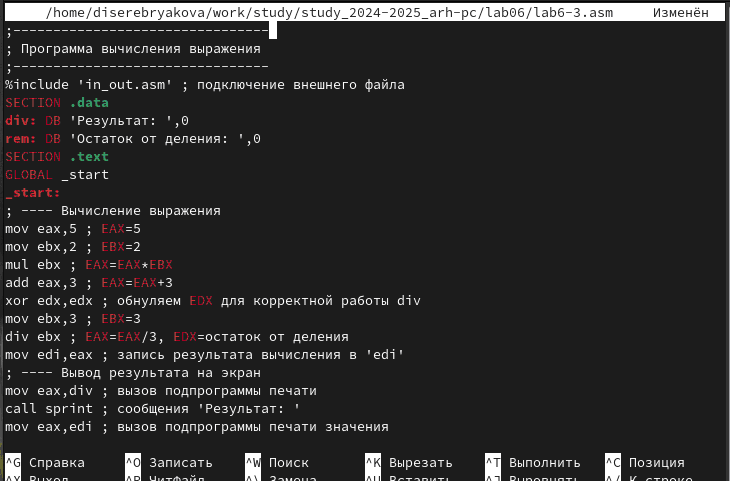 /home/diserebryakova/work/study/study_2024-2025_arh-pc/lab06/lab6-3.asm Изменён
;--------------------------------
; Программа вычисления выражения
;--------------------------------
%include 'in_out.asm' ; подключение внешнего файла
SECTION .data
div: DB 'Результат: ',0
rem: DB 'Остаток от деления: ',0
SECTION .text
GLOBAL _start
_start:
; ---- Вычисление выражения
mov eax,5 ; EAX=5
mov ebx,2 ; EBX=2
mul ebx ; EAX=EAX*EBX
add eax,3 ; EAX=EAX+3
xor edx,edx ; обнуляем EDX для корректной работы div
mov ebx,3 ; EBX=3
div ebx ; EAX=EAX/3, EDX=остаток от деления
mov edi,eax ; запись результата вычисления в 'edi'
; ---- Вывод результата на экран
mov eax,div ; вызов подпрограммы печати
call sprint ; сообщения 'Результат: '
mov eax,edi ; вызов подпрограммы печати значения
^G Справка ^O Записать ^W Поиск ^K Вырезать ^T Выполнить ^C Позиция
^X Выход ^R ЧитФайл ^\ Замена ^U Вставить ^J Выровнять ^/ К строке